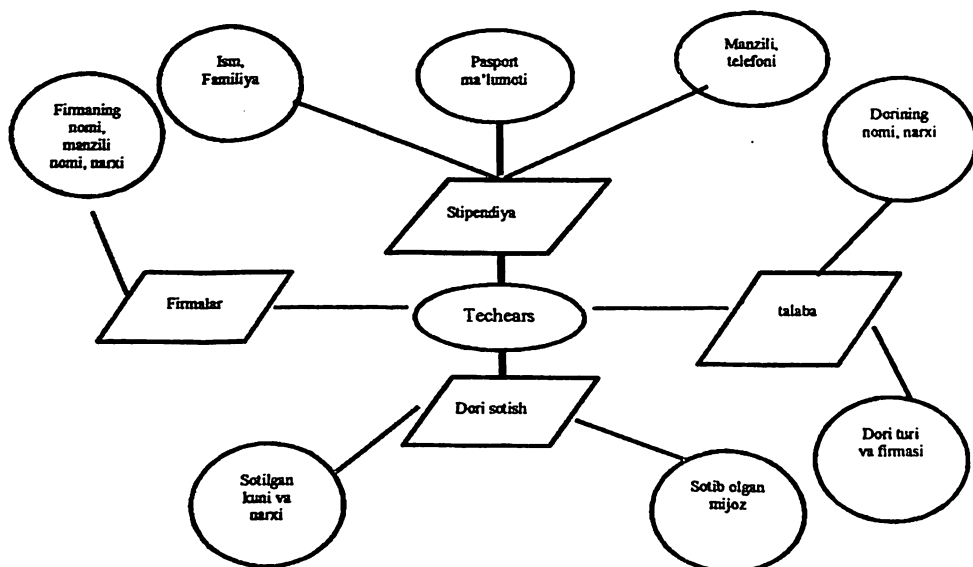 Ism,
Familiya
Pasport
ma'lumoti
Manzili,
telefoni
Firmaning
nomi,
manzili
nomi, narxi
Dorining
nomi, narxi
Stipendiya
Firmalar
Techears
talaba
Dori sotish
Dori turi
va firmasi
Sotilgan
kuni va
narxi
Sotib olgan
mijoz